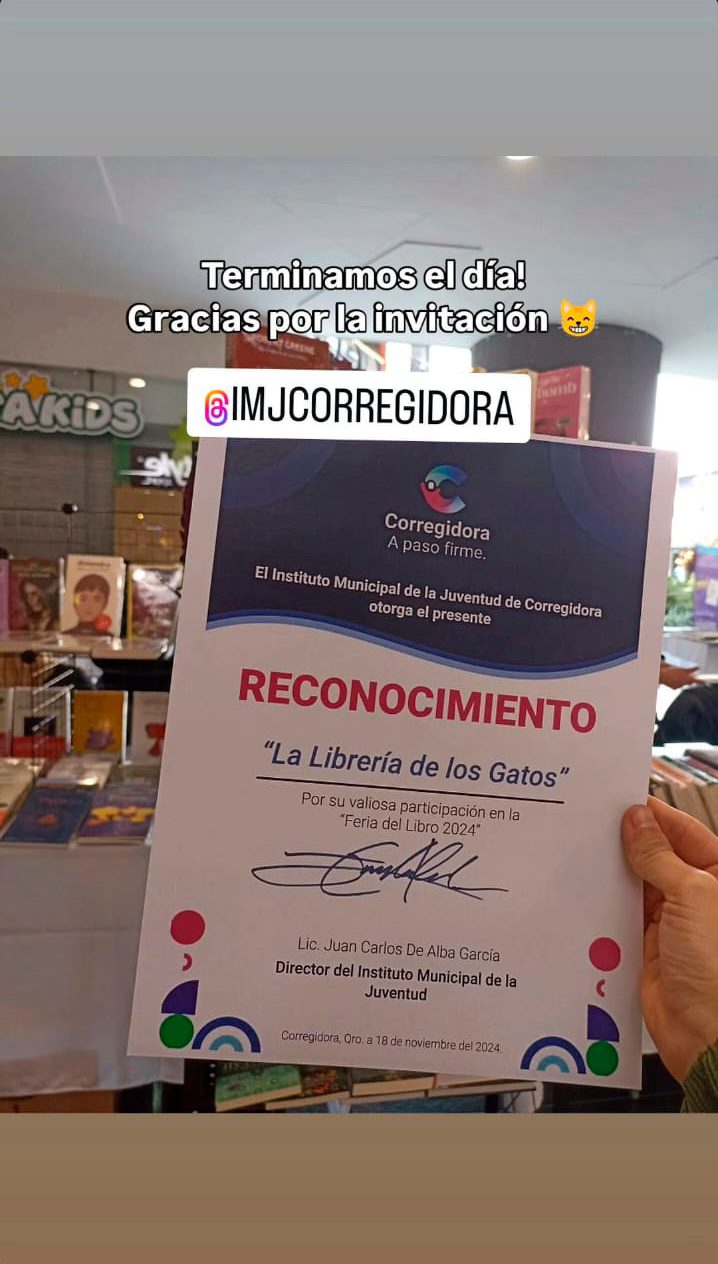 Terminamos el día!
Gracias por la invitación 😸
IMJCORREGIDORA
AKiDS
Corregidora
A paso firme.
El Instituto Municipal de la Juventud de Corregidora
otorga el presente
RECONOCIMIENTO
“La Librería de los Gatos”
Por su valiosa participación en la
“Feria del Libro 2024”
Lic. Juan Carlos De Alba García
Director del Instituto Municipal de la
Juventud
Corregidora, Qro. a 18 de noviembre del 2024.